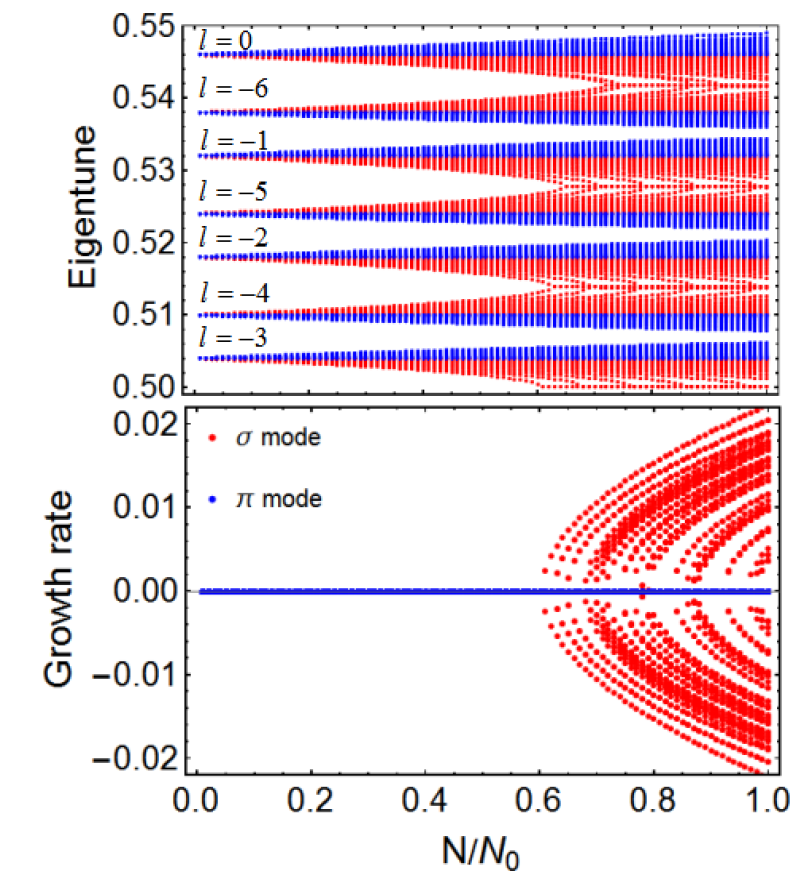 0.55
l = 0
l = −6
0.54
l = −1
0.53
l = −5
l = −2
0.52
l = −4
0.51
l = −3
0.50
Eigentune
0.02
σ mode
π mode
0.01
0.00
−0.01
−0.02
Growth rate
0.0 0.2 0.4 0.6 0.8 1.0
N/N₀